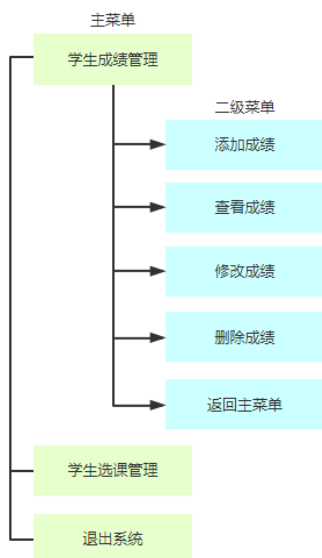 主菜单
学生成绩管理
二级菜单
添加成绩
查看成绩
修改成绩
删除成绩
返回主菜单
学生选课管理
退出系统